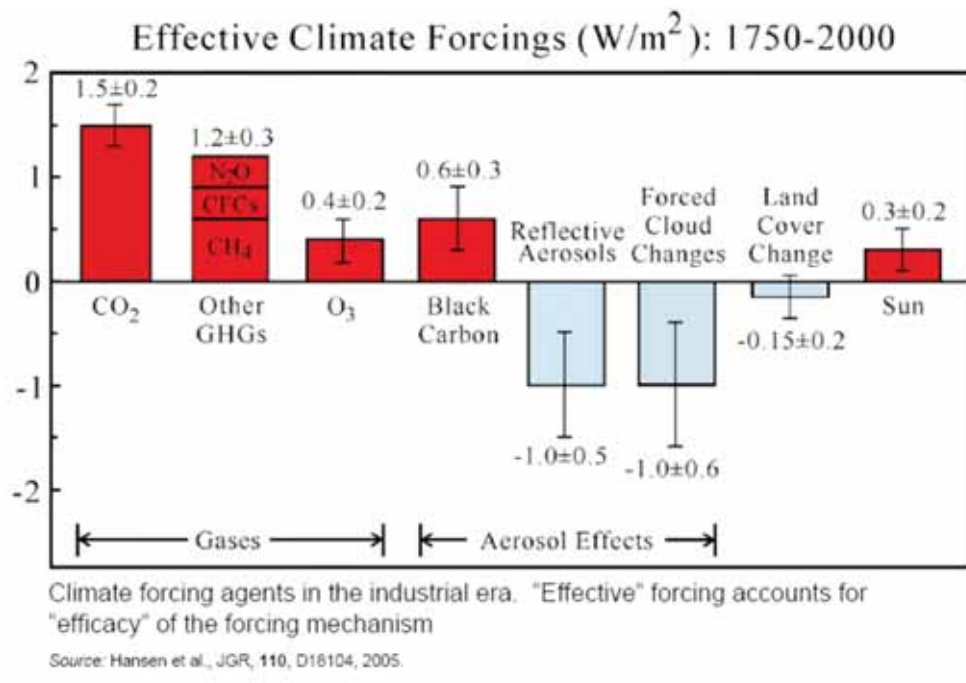 Effective Climate Forcings (W/m²): 1750-2000
2
1
0
-1
-2
1.5±0.2
1.2±0.3
0.4±0.2
0.6±0.3
0.3±0.2
N₂O
CFCs
CH₄
Reflective
Aerosols
Forced
Cloud
Changes
Land
Cover
Change
CO₂
Other
GHGs
O₃
Black
Carbon
Sun
-0.15±0.2
-1.0±0.5
-1.0±0.6
Gases
Aerosol Effects
Climate forcing agents in the industrial era. "Effective" forcing accounts for
"efficacy" of the forcing mechanism
Source: Hansen et al., JGR, 110, D18104, 2005.